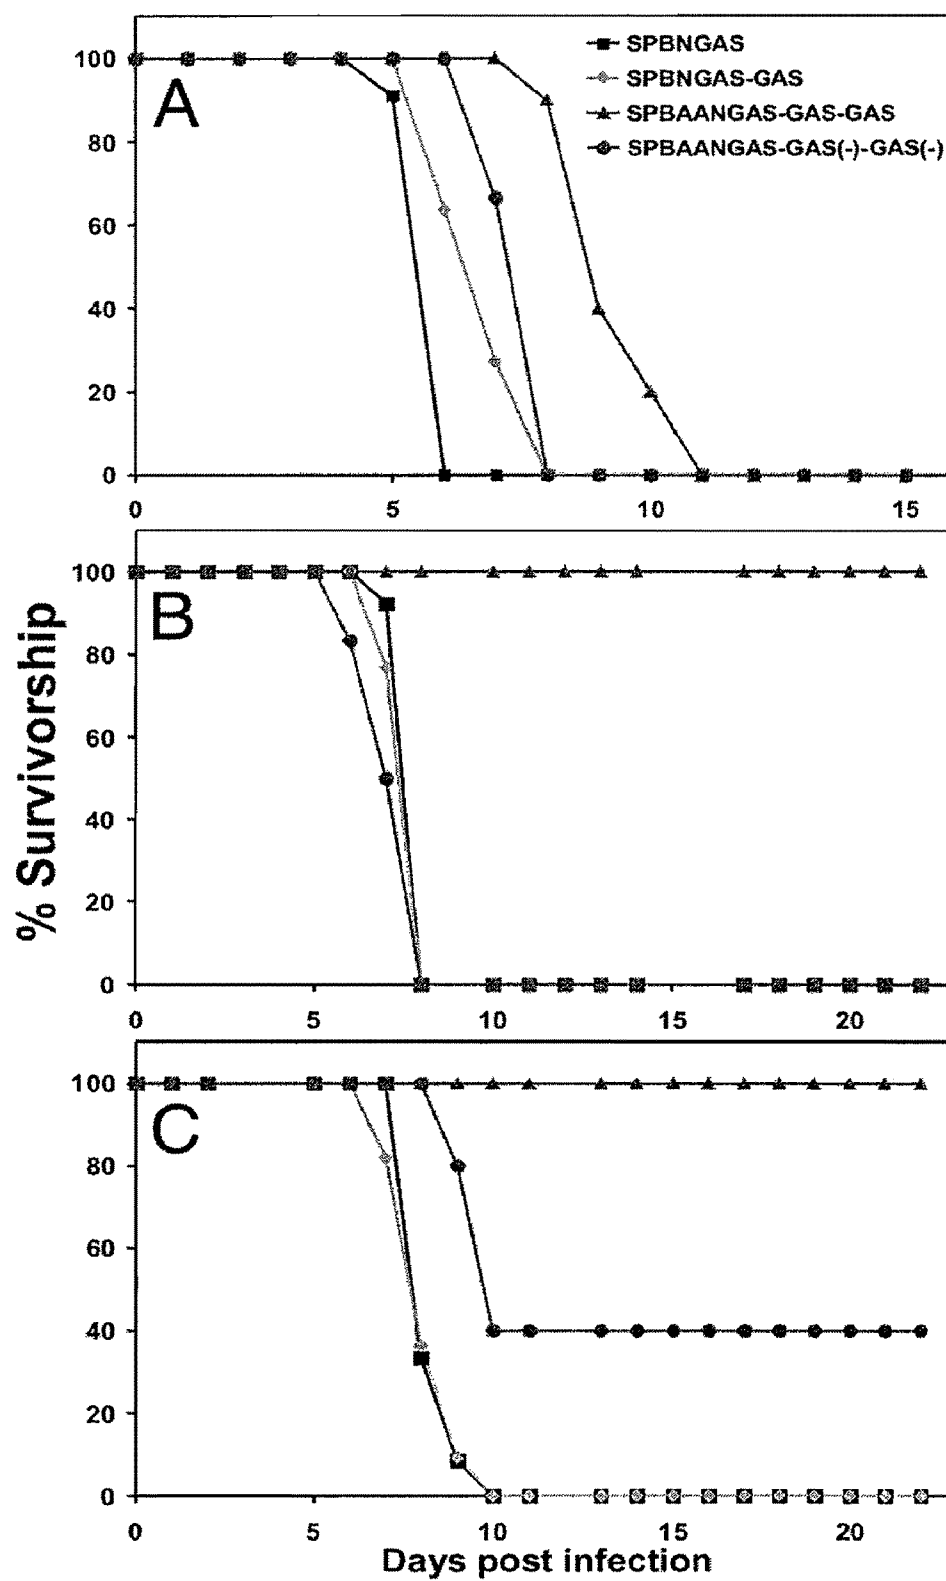 A
SPBNGAS
SPBNGAS-GAS
SPBAANGAS-GAS-GAS
SPBAANGAS-GAS(-)-GAS(-)
100
80
60
40
20
0
0 5 10 15
B
100
80
60
40
20
0
0 5 10 15 20
C
100
80
60
40
20
0
0 5 10 15 20
% Survivorship
Days post infection